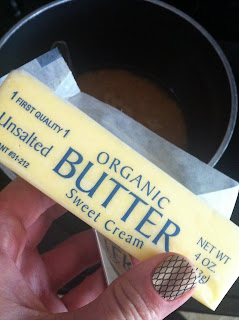 1 FIRST QUALITY 1
Unsalted
ORGANIC
BUTTER
Sweet Cream
NET WT
4 OZ.